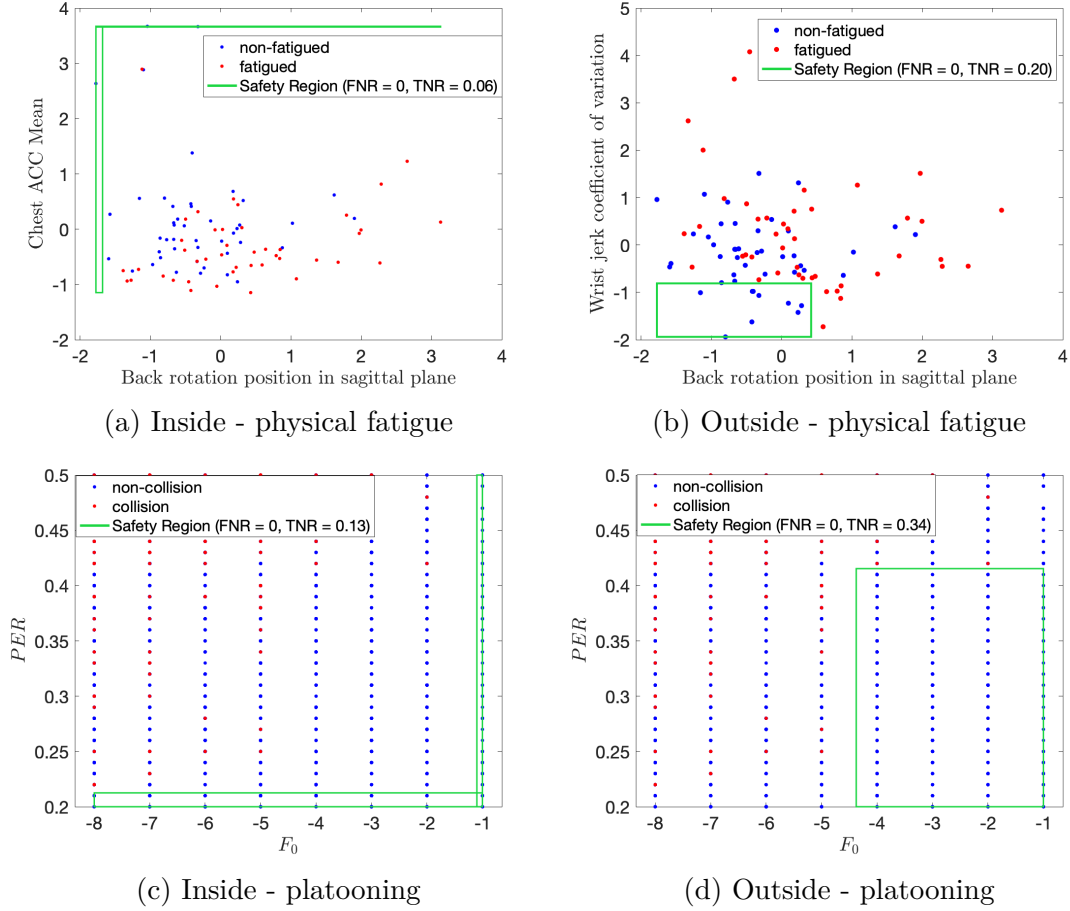 4
3
2
1
0
-1
-2
Chest ACC Mean
non-fatigued
fatigued
Safety Region (FNR = 0, TNR = 0.06)
-2 -1 0 1 2 3 4
Back rotation position in sagittal plane
(a) Inside - physical fatigue
5
4
3
2
1
0
-1
-2
Wrist jerk coefficient of variation
non-fatigued
fatigued
Safety Region (FNR = 0, TNR = 0.20)
-2 -1 0 1 2 3 4
Back rotation position in sagittal plane
(b) Outside - physical fatigue
0.5
0.45
0.4
0.35
0.3
0.25
0.2
PER
non-collision
collision
Safety Region (FNR = 0, TNR = 0.13)
-8 -7 -6 -5 -4 -3 -2 -1
F₀
(c) Inside - platooning
0.5
0.45
0.4
0.35
0.3
0.25
0.2
PER
non-collision
collision
Safety Region (FNR = 0, TNR = 0.34)
-8 -7 -6 -5 -4 -3 -2 -1
F₀
(d) Outside - platooning